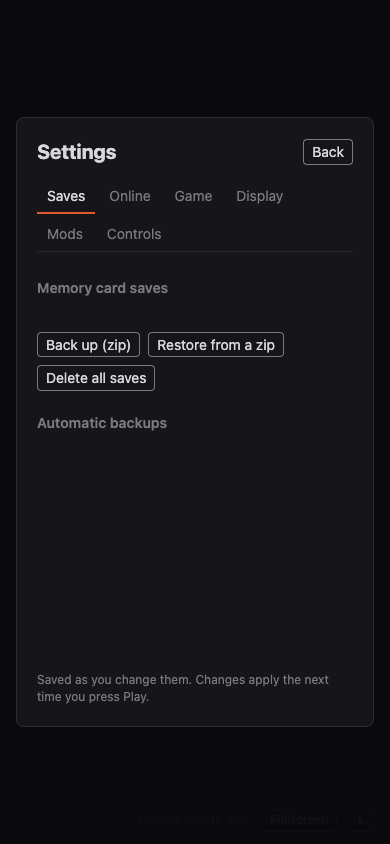 Settings
Back
Saves Online Game Display
Mods Controls
Memory card saves
Back up (zip) Restore from a zip
Delete all saves
Automatic backups
Saved as you change them. Changes apply the next
time you press Play.
Choose how to play Fullscreen L